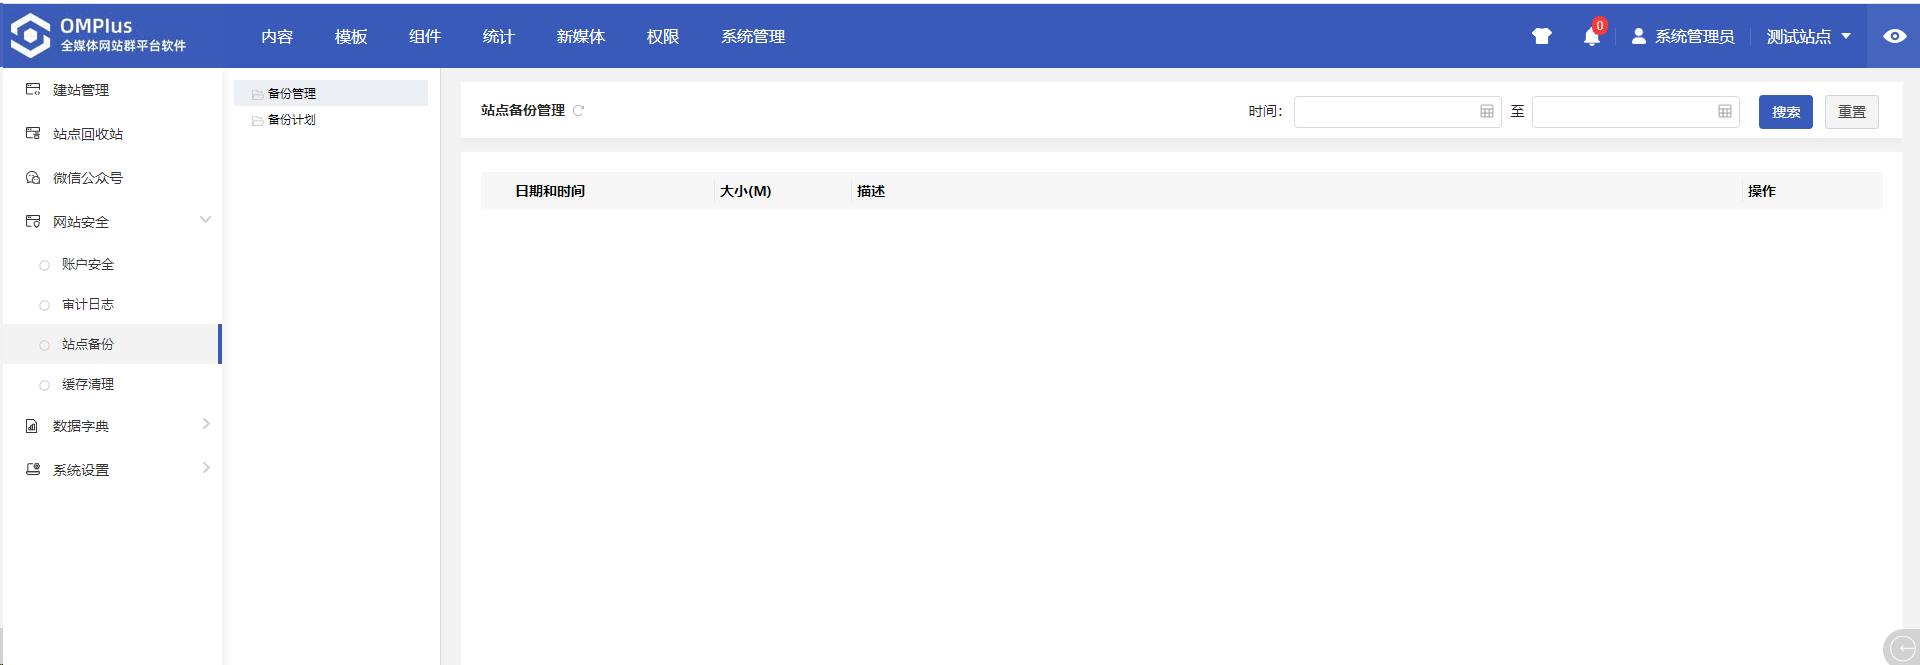 OMPlus
全媒体网站群平台软件
内容 模板 组件 统计 新媒体 权限 系统管理
0
系统管理员
测试站点
建站管理
站点回收站
微信公众号
网站安全
账户安全
审计日志
站点备份
缓存清理
数据字典
系统设置
备份管理
备份计划
站点备份管理
时间： 至 搜索 重置
日期和时间 大小(M) 描述 操作